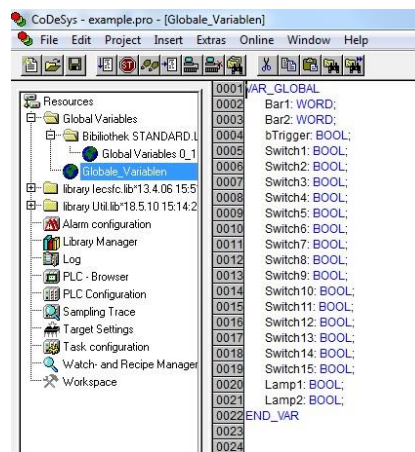 CoDeSys - example.pro - [Globale_Variablen]
File Edit Project Insert Extras Online Window Help
Resources
Global Variables
Bibiliothek STANDARD.L
Global Variables 0_1
Globale_Variablen
library Iecsfc.lib*13.4.06 15:5
library Util.lib*18.5.10 15:14:2
Alarm configuration
Library Manager
Log
PLC - Browser
PLC Configuration
Sampling Trace
Target Settings
Task configuration
Watch- and Recipe Manager
Workspace
0001 VAR_GLOBAL
0002 Bar1: WORD;
0003 Bar2: WORD;
0004 bTrigger: BOOL;
0005 Switch1: BOOL;
0006 Switch2: BOOL;
0007 Switch3: BOOL;
0008 Switch4: BOOL;
0009 Switch5: BOOL;
0010 Switch6: BOOL;
0011 Switch7: BOOL;
0012 Switch8: BOOL;
0013 Switch9: BOOL;
0014 Switch10: BOOL;
0015 Switch11: BOOL;
0016 Switch12: BOOL;
0017 Switch13: BOOL;
0018 Switch14: BOOL;
0019 Switch15: BOOL;
0020 Lamp1: BOOL;
0021 Lamp2: BOOL;
0022 END_VAR
0023
0024